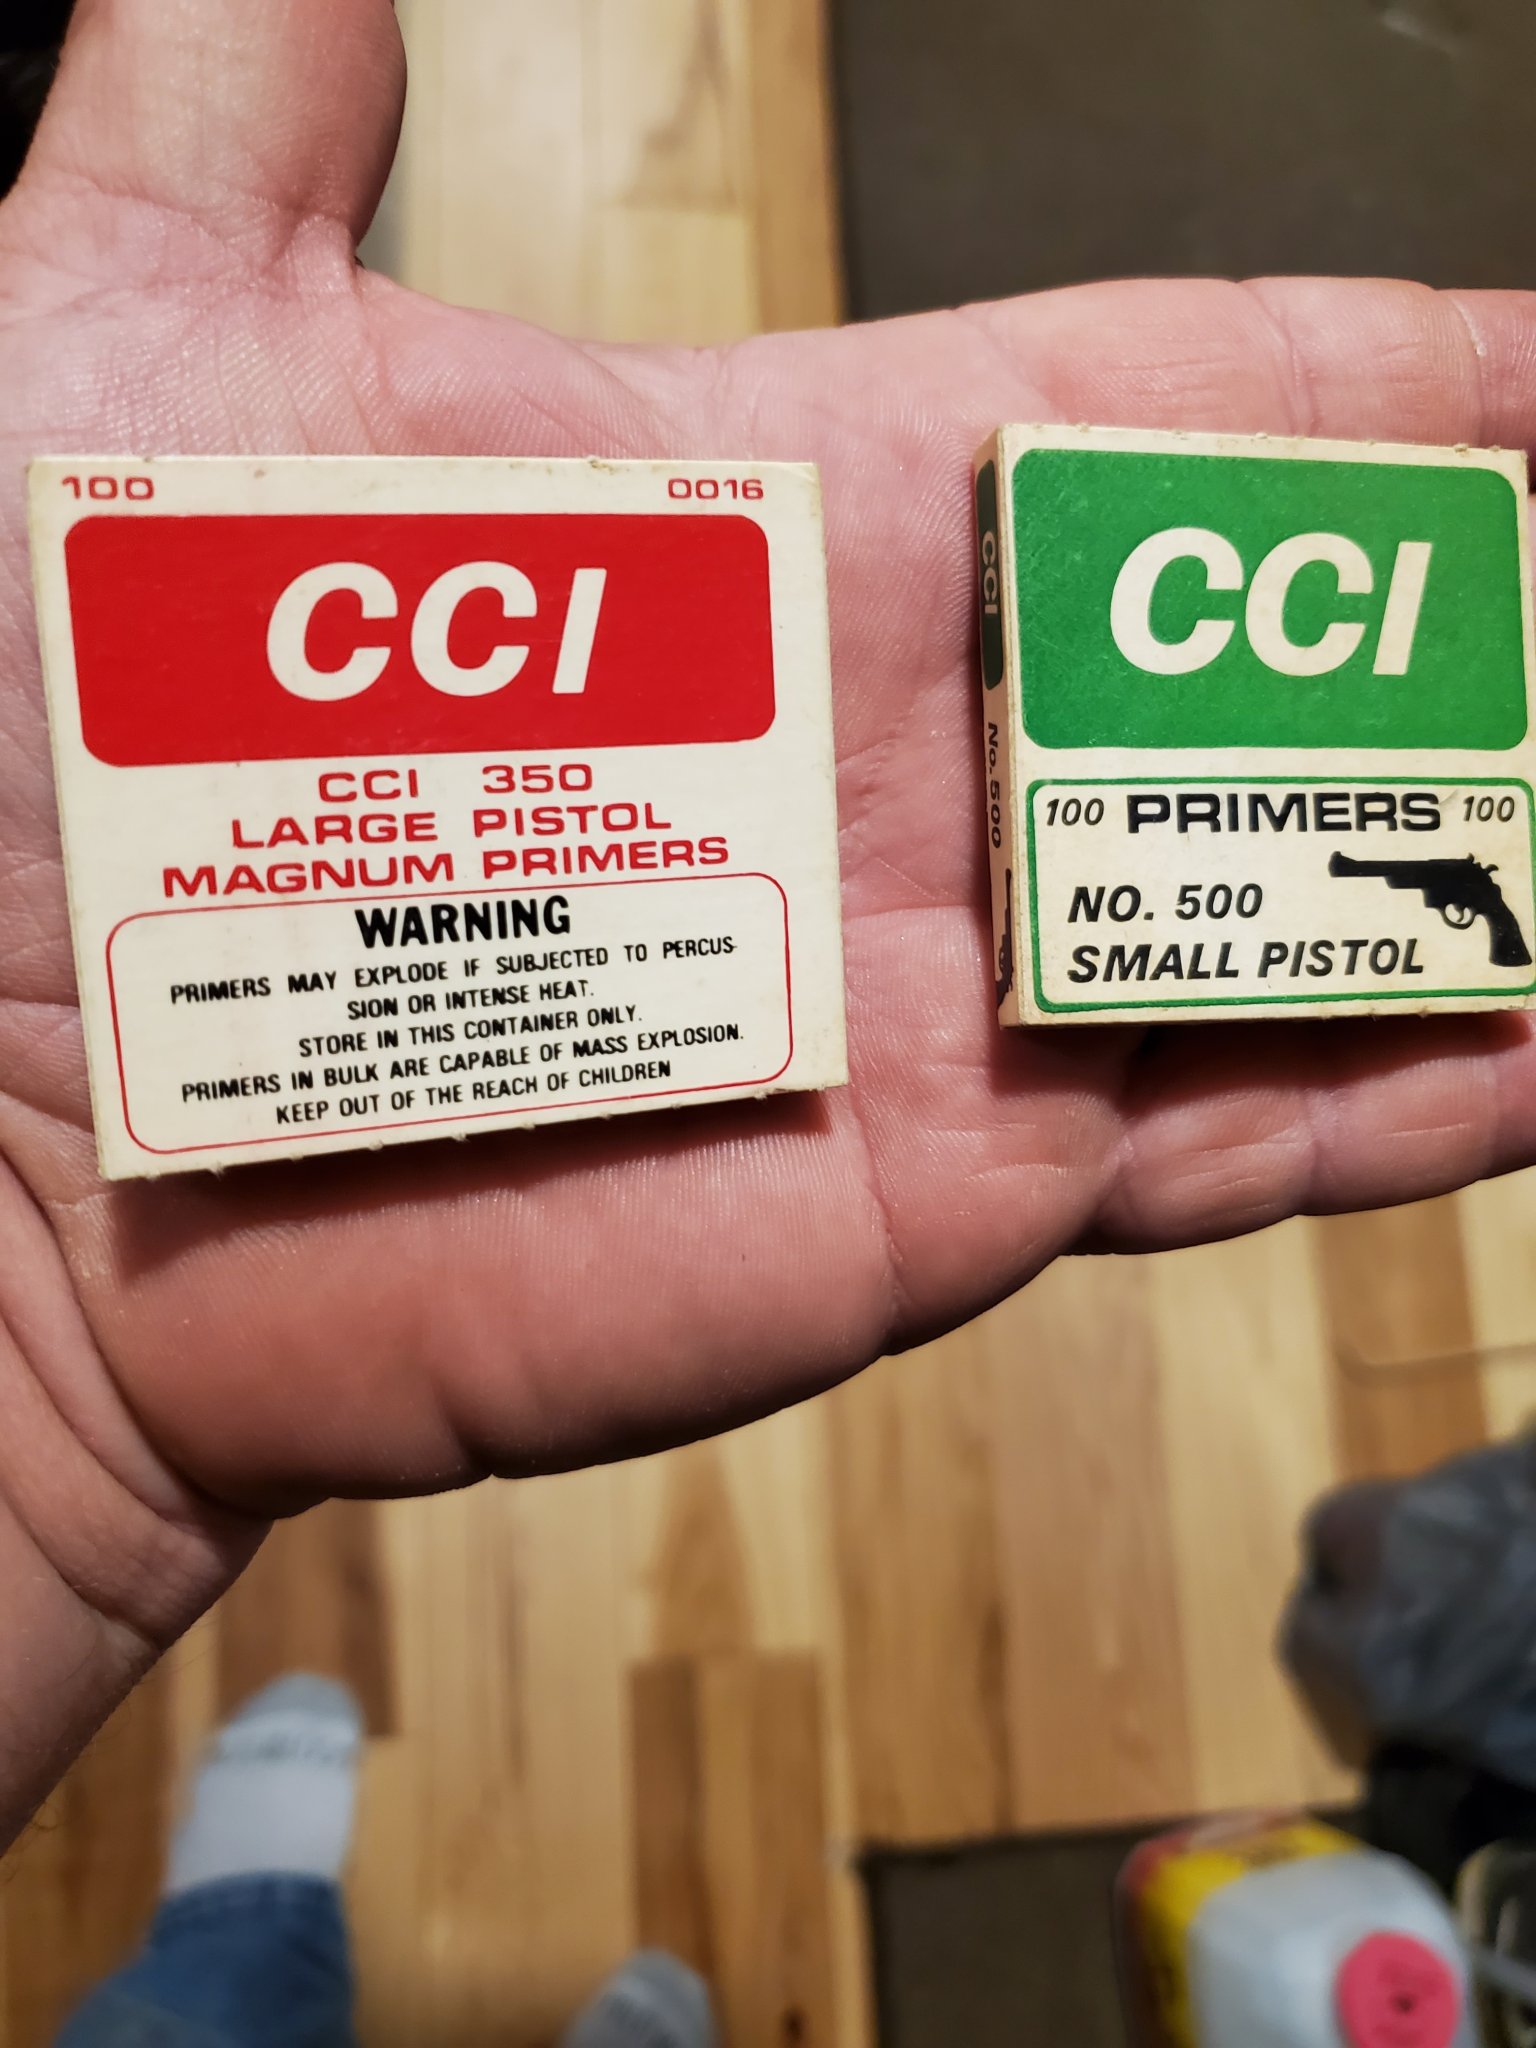 100 0016
CCI
CCI 350
LARGE PISTOL
MAGNUM PRIMERS
WARNING
PRIMERS MAY EXPLODE IF SUBJECTED TO PERCUS-
SION OR INTENSE HEAT.
STORE IN THIS CONTAINER ONLY.
PRIMERS IN BULK ARE CAPABLE OF MASS EXPLOSION.
KEEP OUT OF THE REACH OF CHILDREN
CCI
No. 500
CCI
100 PRIMERS 100
NO. 500
SMALL PISTOL